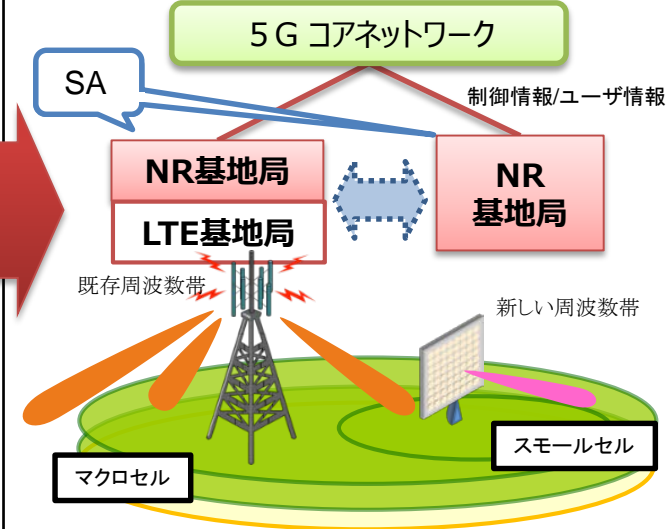 ５Ｇ コアネットワーク
SA
制御情報/ユーザ情報
NR基地局
LTE基地局
NR
基地局
既存周波数帯
新しい周波数帯
スモールセル
マクロセル